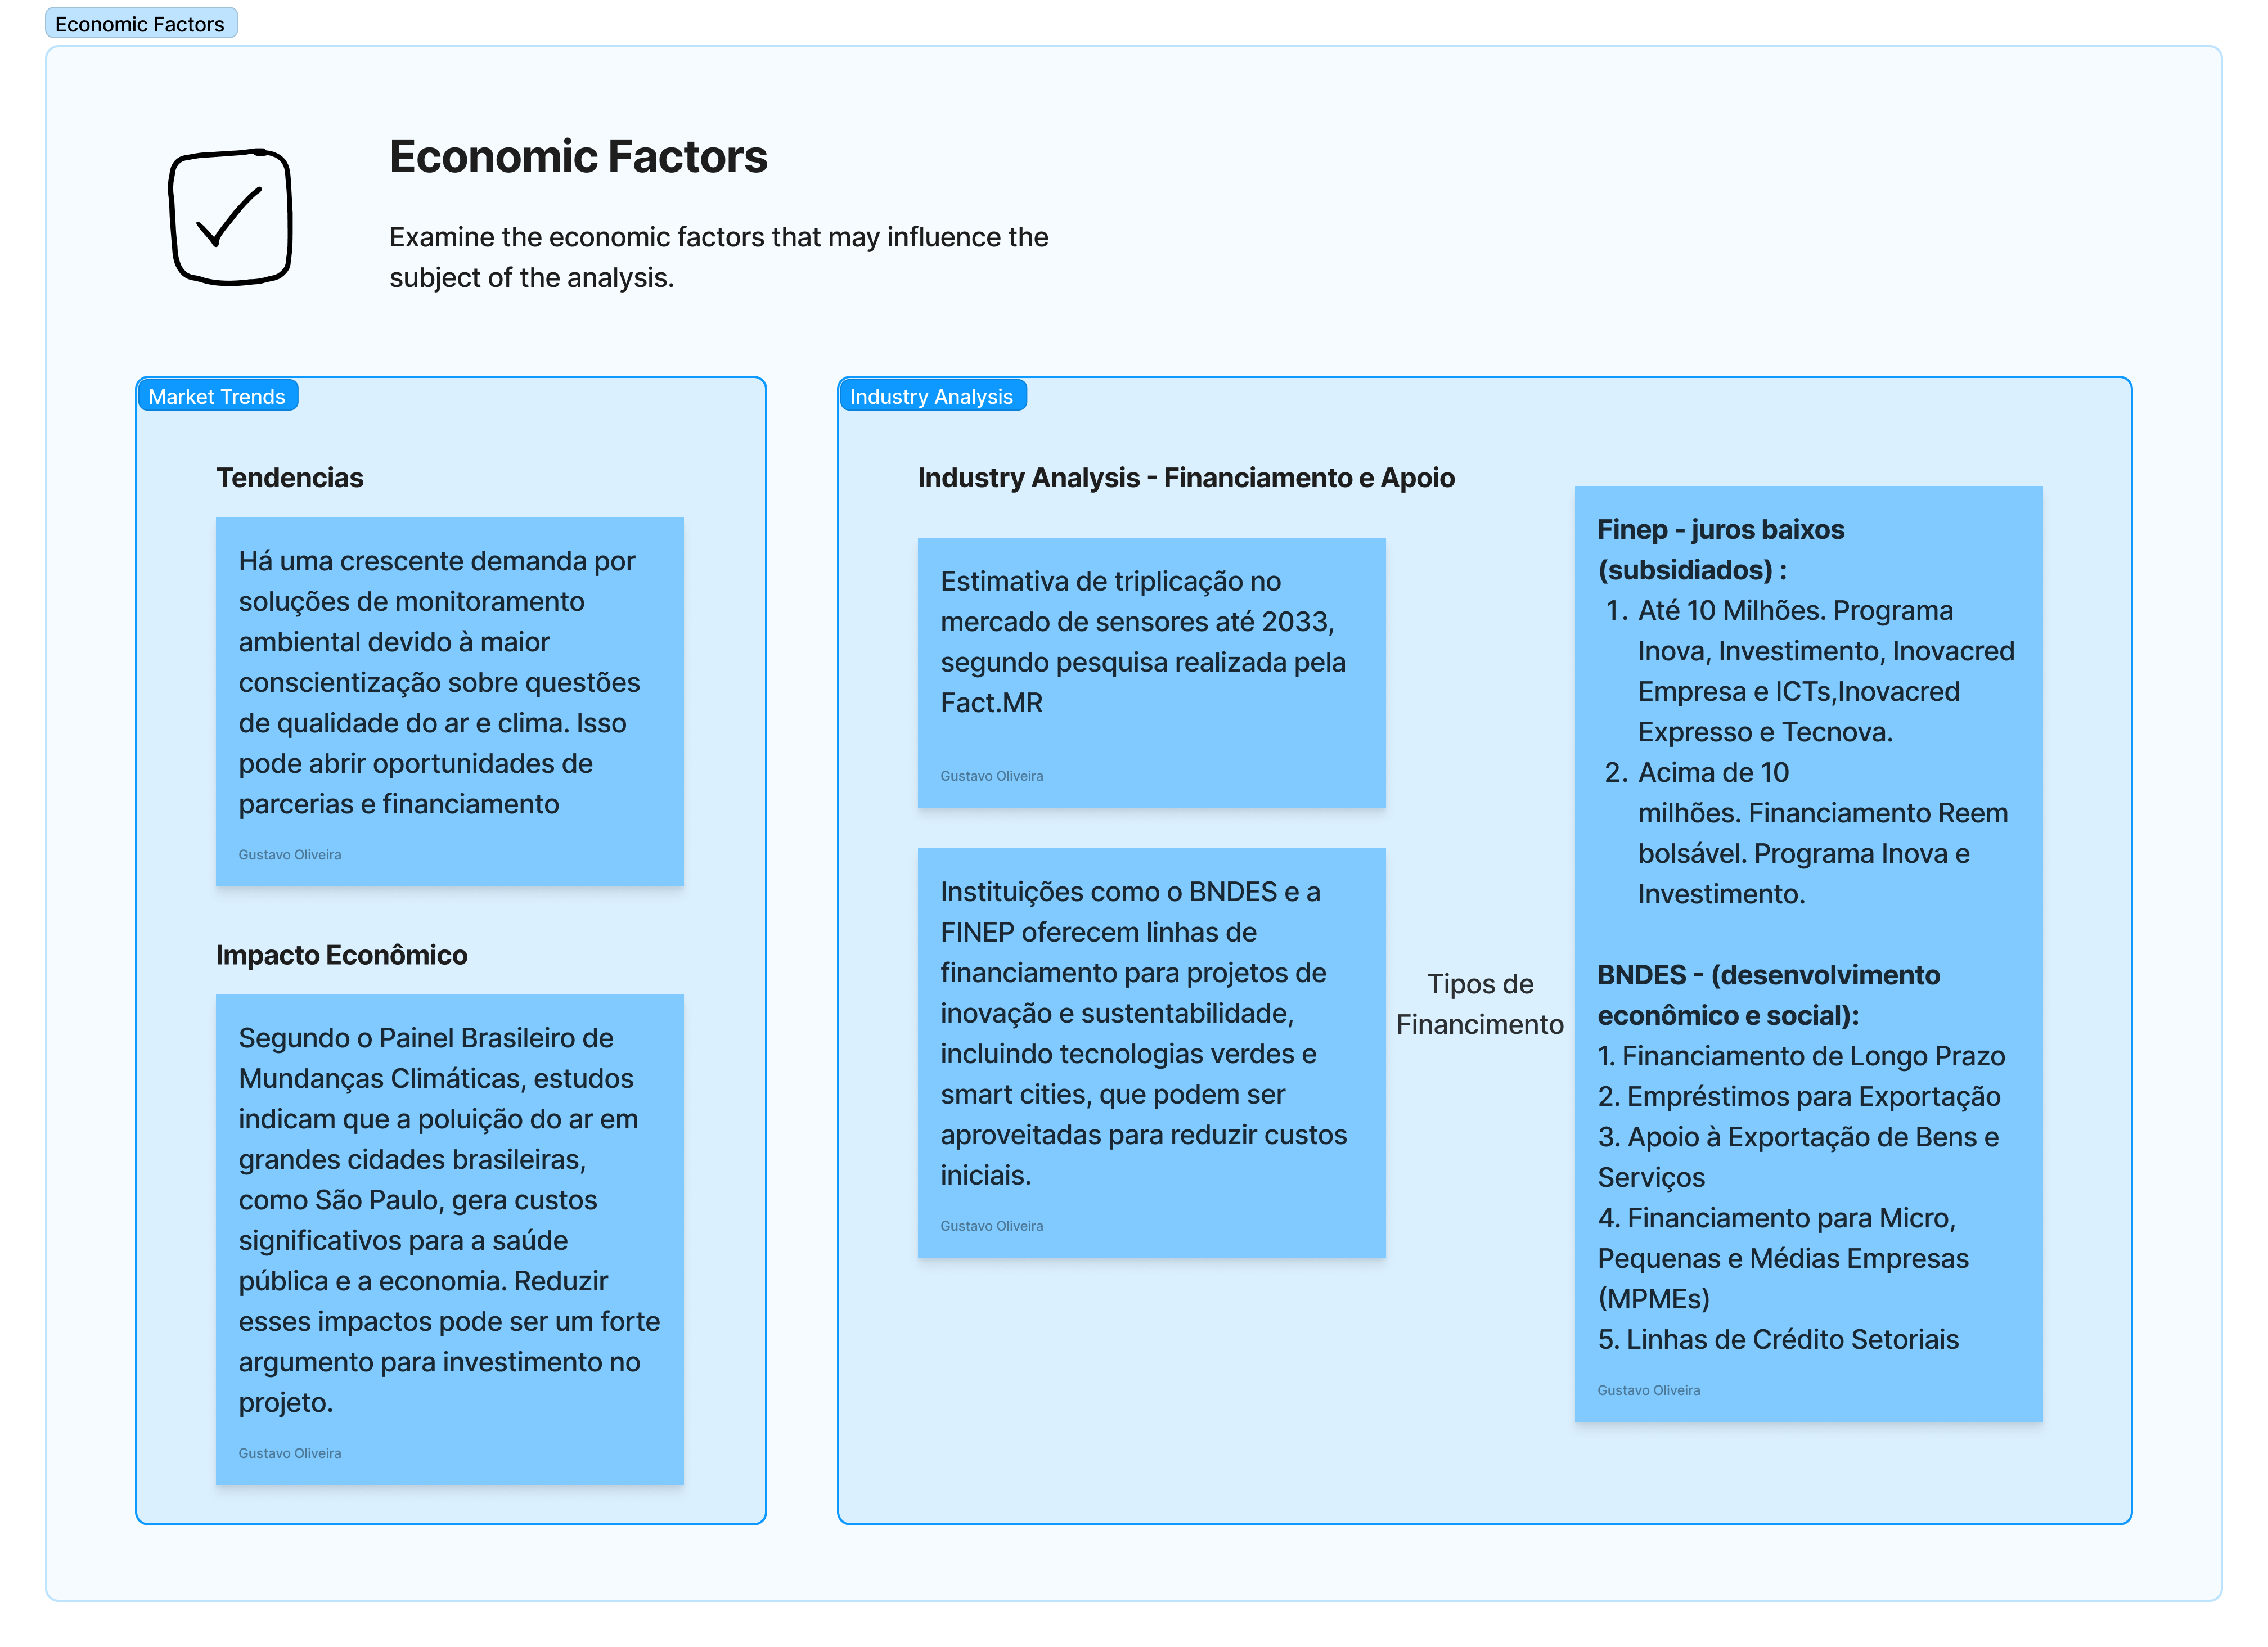 Economic Factors
Economic Factors
Examine the economic factors that may influence the
subject of the analysis.
Market Trends
Tendencias
Há uma crescente demanda por
soluções de monitoramento
ambiental devido à maior
conscientização sobre questões
de qualidade do ar e clima. Isso
pode abrir oportunidades de
parcerias e financiamento
Gustavo Oliveira
Impacto Econômico
Segundo o Painel Brasileiro de
Mundanças Climáticas, estudos
indicam que a poluição do ar em
grandes cidades brasileiras,
como São Paulo, gera custos
significativos para a saúde
pública e a economia. Reduzir
esses impactos pode ser um forte
argumento para investimento no
projeto.
Gustavo Oliveira
Industry Analysis
Industry Analysis - Financiamento e Apoio
Estimativa de triplicação no
mercado de sensores até 2033,
segundo pesquisa realizada pela
Fact.MR
Gustavo Oliveira
Instituições como o BNDES e a
FINEP oferecem linhas de
financiamento para projetos de
inovação e sustentabilidade,
incluindo tecnologias verdes e
smart cities, que podem ser
aproveitadas para reduzir custos
iniciais.
Gustavo Oliveira
Tipos de
Financimento
Finep - juros baixos
(subsidiados) :
1. Até 10 Milhões. Programa
Inova, Investimento, Inovacred
Empresa e ICTs,Inovacred
Expresso e Tecnova.
2. Acima de 10
milhões. Financiamento Reem
bolsável. Programa Inova e
Investimento.
BNDES - (desenvolvimento
econômico e social):
1. Financiamento de Longo Prazo
2. Empréstimos para Exportação
3. Apoio à Exportação de Bens e
Serviços
4. Financiamento para Micro,
Pequenas e Médias Empresas
(MPMEs)
5. Linhas de Crédito Setoriais
Gustavo Oliveira